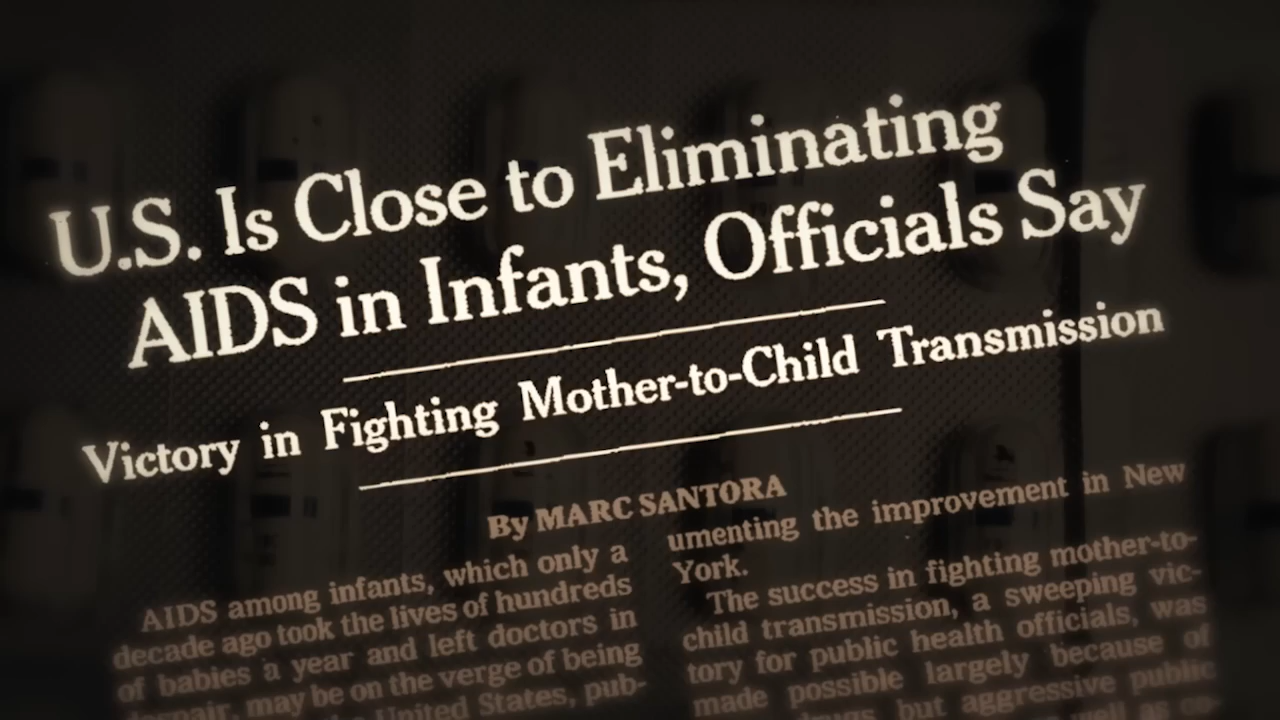 U.S. Is Close to Eliminating
AIDS in Infants, Officials Say
Victory in Fighting Mother-to-Child Transmission
By MARC SANTORA
AIDS among infants, which only a
decade ago took the lives of hundreds
of babies a year and left doctors in
may be on the verge of being
United States, pub-
umenting the improvement in New
York.
The success in fighting mother-to-
child transmission, a sweeping vic-
tory for public health officials, was
made possible largely because of
drugs, but aggressive public